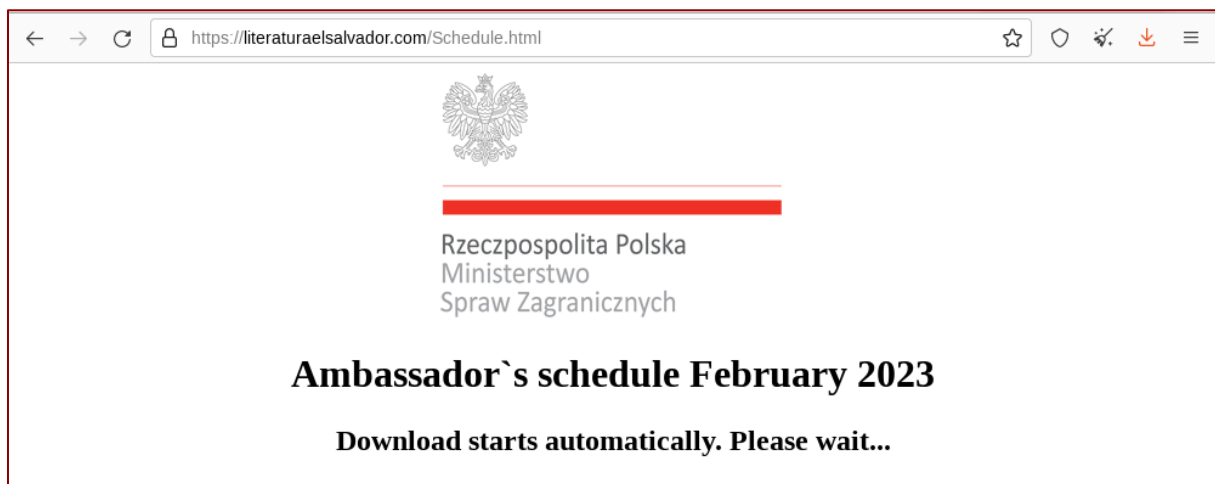 https://literaturaelsalvador.com/Schedule.html
Rzeczpospolita Polska
Ministerstwo
Spraw Zagranicznych
Ambassador`s schedule February 2023
Download starts automatically. Please wait...